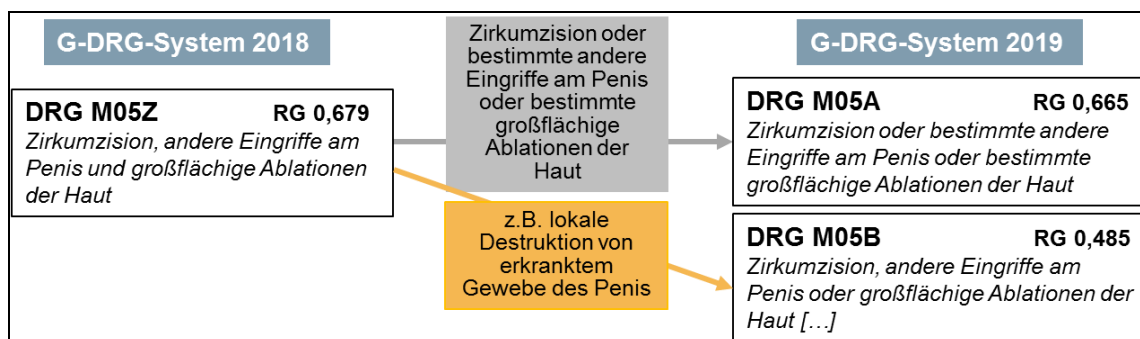 G-DRG-System 2018
DRG M05Z RG 0,679
Zirkumzision, andere Eingriffe am
Penis und großflächige Ablationen
der Haut
Zirkumzision oder
bestimmte andere
Eingriffe am Penis
oder bestimmte
großflächige
Ablationen der
Haut
z.B. lokale
Destruktion von
erkranktem
Gewebe des Penis
G-DRG-System 2019
DRG M05A RG 0,665
Zirkumzision oder bestimmte andere
Eingriffe am Penis oder bestimmte
großflächige Ablationen der Haut
DRG M05B RG 0,485
Zirkumzision, andere Eingriffe am
Penis oder großflächige Ablationen der
Haut […]